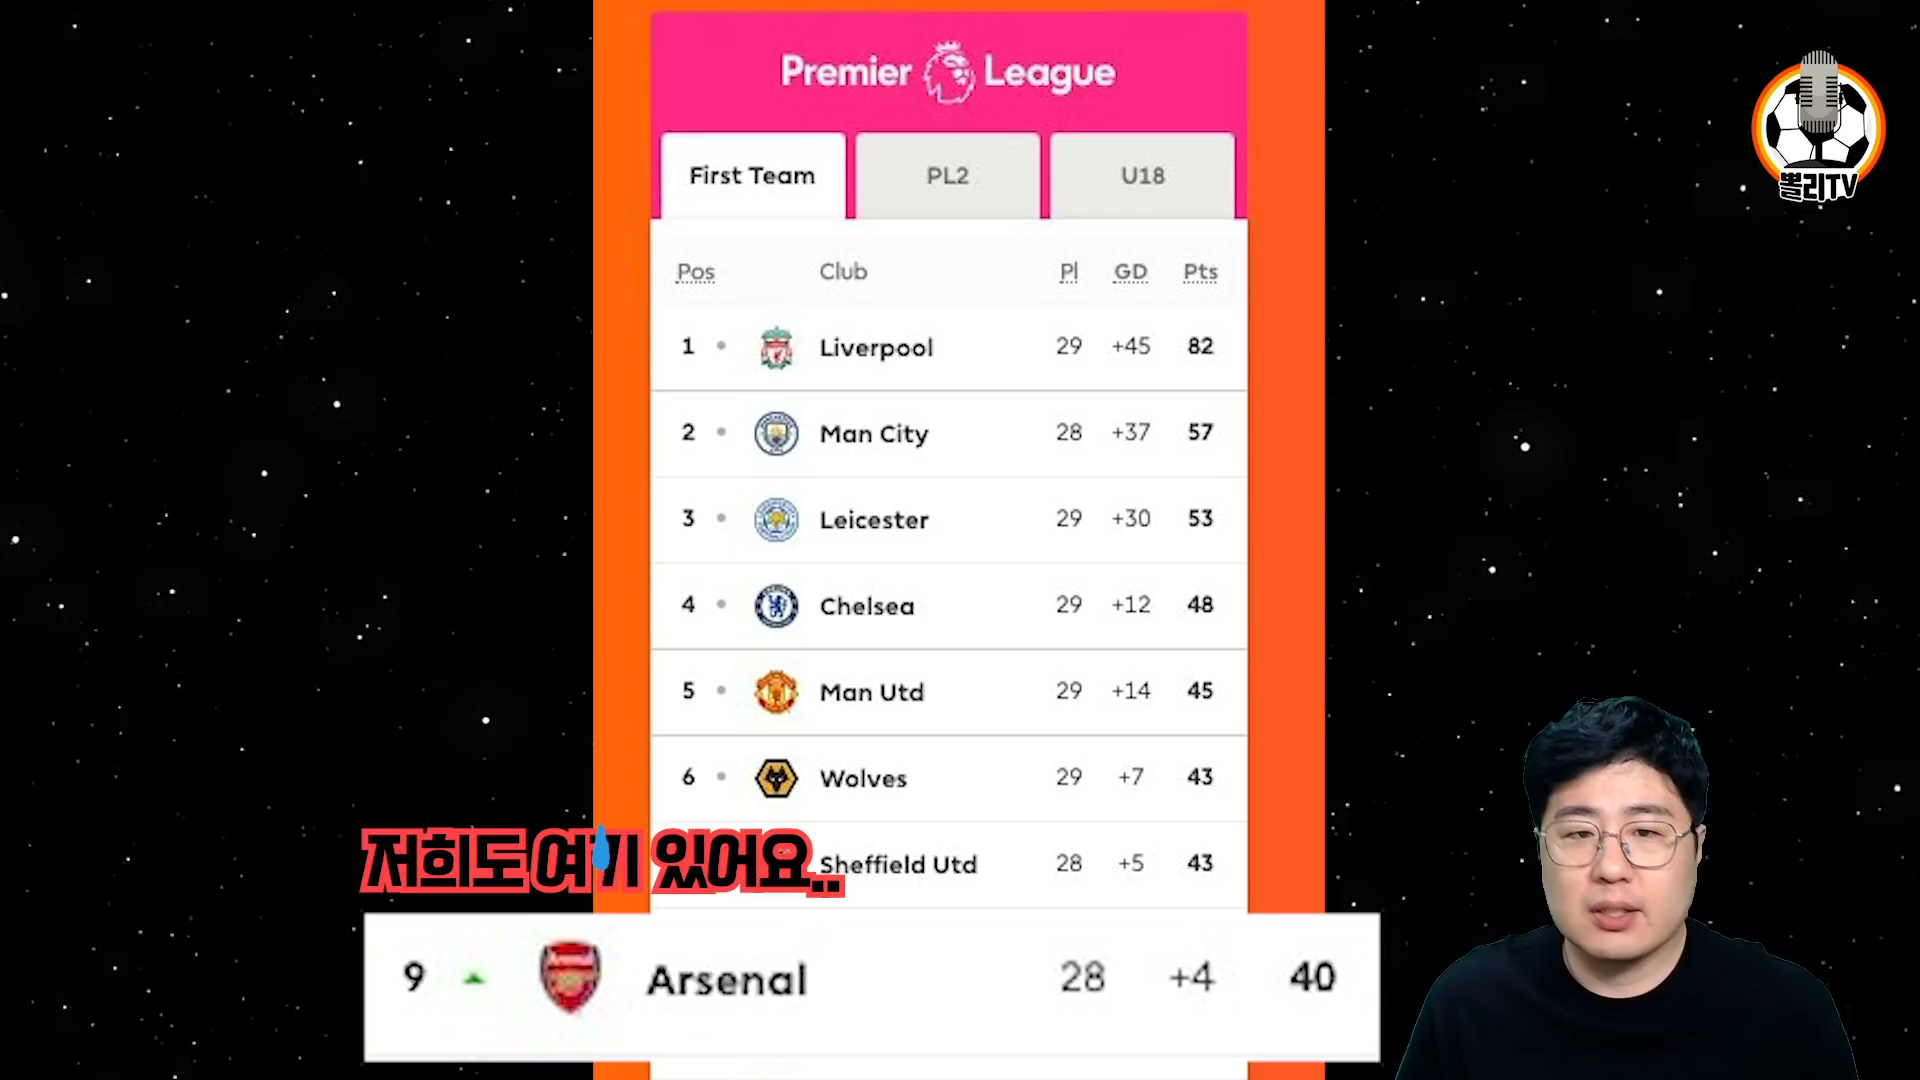 Premier League
First Team PL2 U18
Pos Club Pl GD Pts
1 Liverpool 29 +45 82
2 Man City 28 +37 57
3 Leicester 29 +30 53
4 Chelsea 29 +12 48
5 Man Utd 29 +14 45
6 Wolves 29 +7 43
Sheffield Utd 28 +5 43
저희도 여기 있어요..
9 Arsenal 28 +4 40
뽈리TV